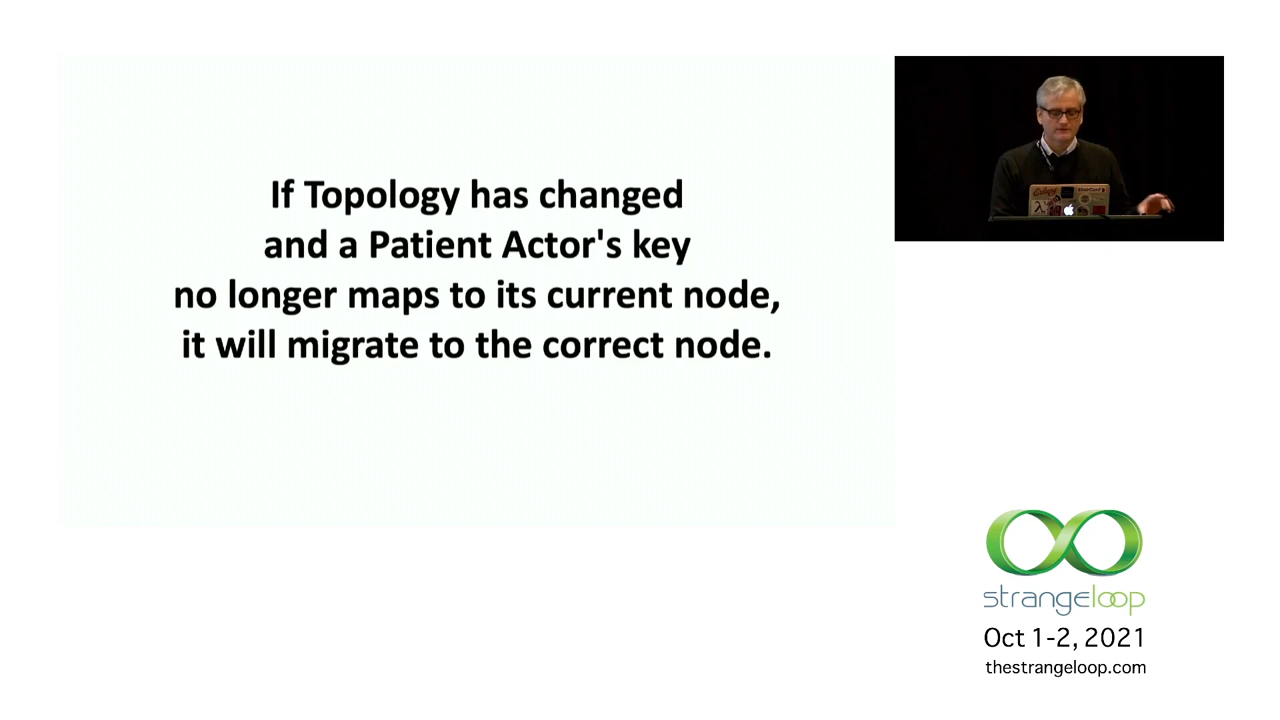 If Topology has changed
and a Patient Actor's key
no longer maps to its current node,
it will migrate to the correct node.
strangeloop
Oct 1-2, 2021
thestrangeloop.com